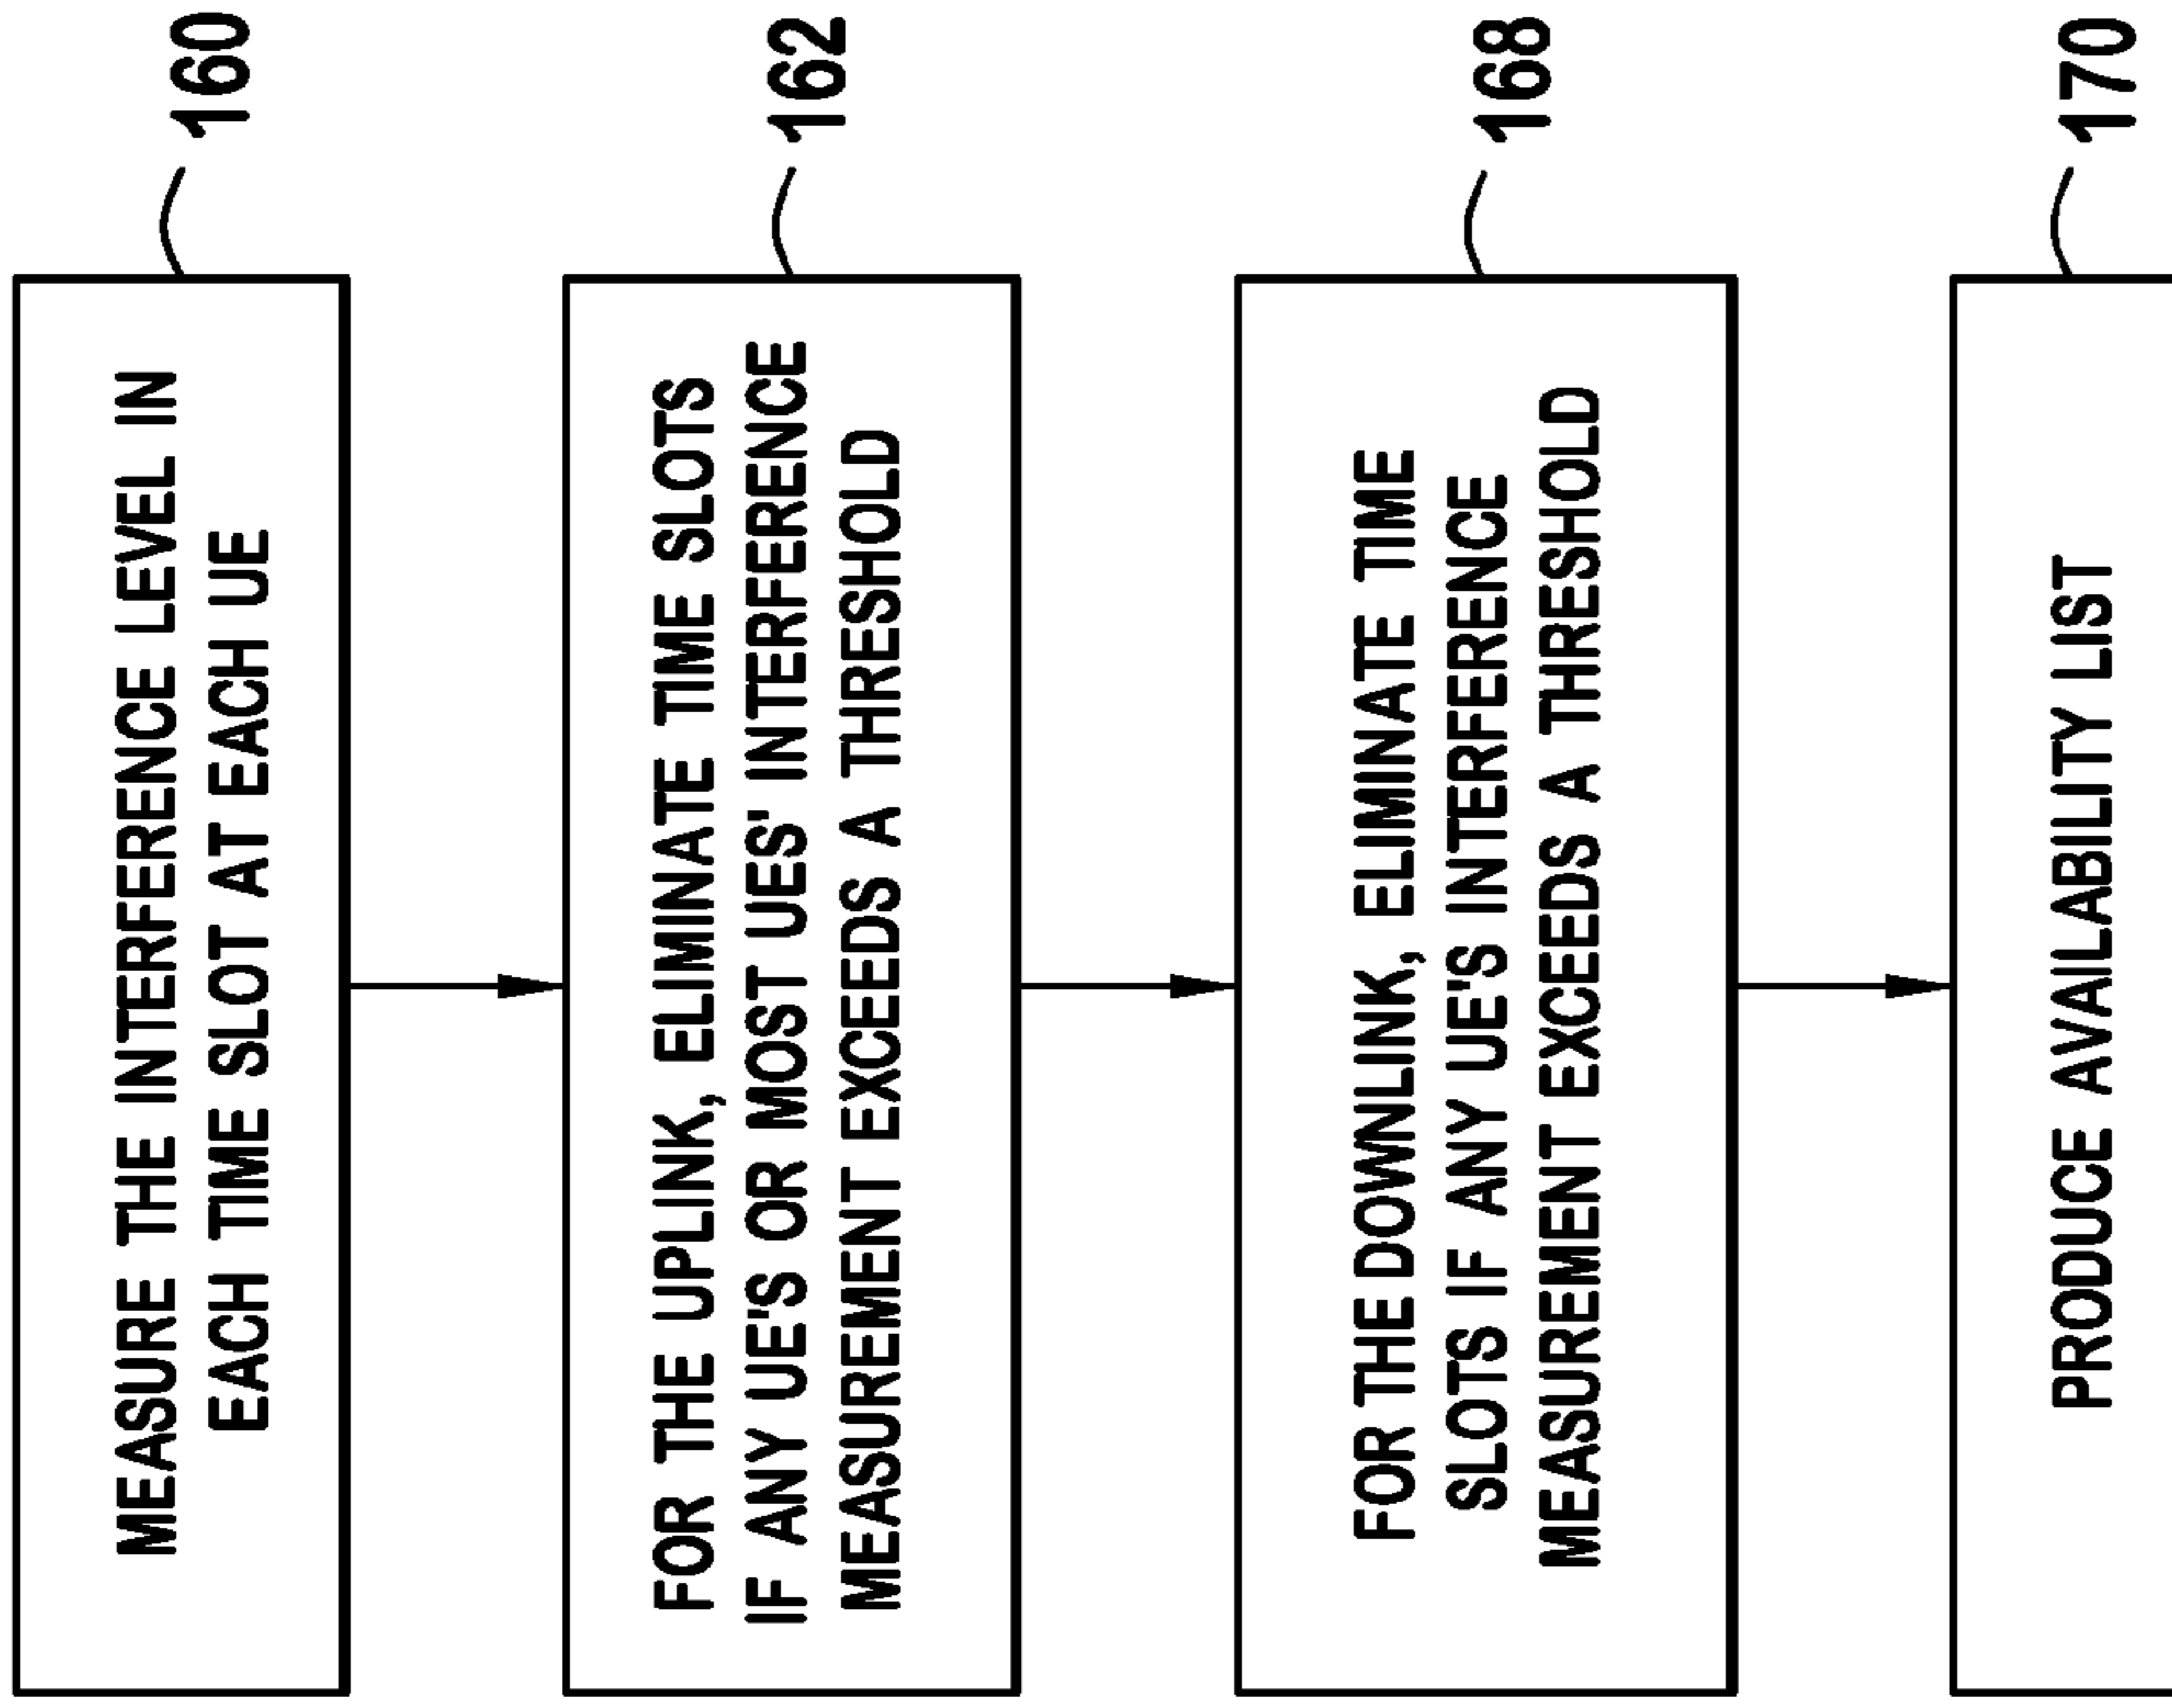 MEASURE THE INTERFERENCE LEVEL IN
EACH TIME SLOT AT EACH UE
160
FOR THE UPLINK, ELIMINATE TIME SLOTS
IF ANY UE'S OR MOST UES' INTERFERENCE
MEASUREMENT EXCEEDS A THRESHOLD
162
FOR THE DOWNLINK, ELIMINATE TIME
SLOTS IF ANY UE'S INTERFERENCE
MEASUREMENT EXCEEDS A THRESHOLD
168
PRODUCE AVAILABILITY LIST
170